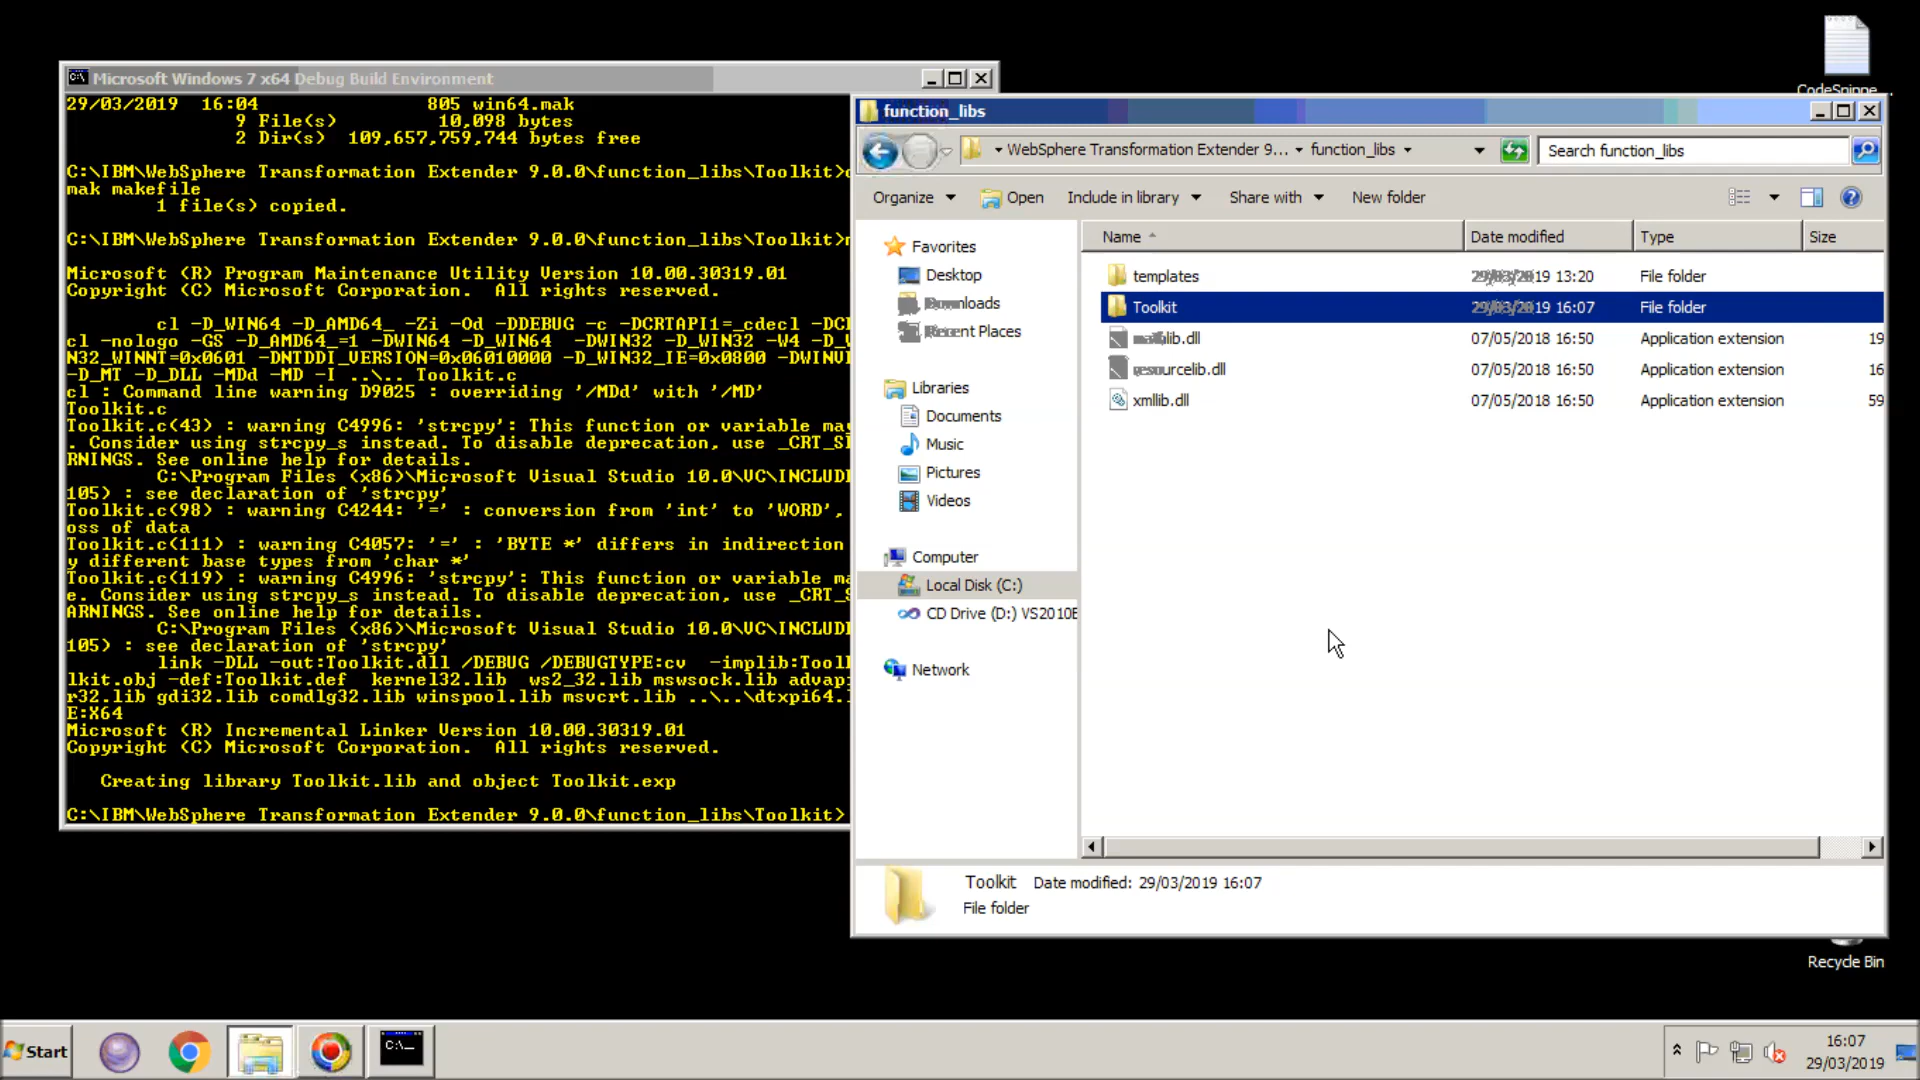 CodeSnippe...
Microsoft Windows 7 x64 Debug Build Environment
29/03/2019  16:04               805 win64.mak
9 File(s)         10,098 bytes
2 Dir(s)  109,657,759,744 bytes free
C:\IBM\WebSphere Transformation Extender 9.0.0\function_libs\Toolkit>
mak makefile
1 file(s) copied.
C:\IBM\WebSphere Transformation Extender 9.0.0\function_libs\Toolkit>
Microsoft (R) Program Maintenance Utility Version 10.00.30319.01
Copyright (C) Microsoft Corporation.  All rights reserved.
cl -D_WIN64 -D_AMD64_ -Zi -Od -DDEBUG -c -DCRTAPI1=_cdecl -DC
cl -nologo -GS -D_AMD64_=1 -DWIN64 -D_WIN64  -DWIN32 -D_WIN32 -W4 -D_W
N32_WINNT=0x0601 -DNTDDI_VERSION=0x06010000 -D_WIN32_IE=0x0800 -DWINV
-D_MT -D_DLL -MDd -MD -I ..\.. Toolkit.c
cl : Command line warning D9025 : overriding '/MDd' with '/MD'
Toolkit.c
Toolkit.c(43) : warning C4996: 'strcpy': This function or variable ma
. Consider using strcpy_s instead. To disable deprecation, use _CRT_S
RNINGS. See online help for details.
C:\Program Files (x86)\Microsoft Visual Studio 10.0\VC\INCLUD
105) : see declaration of 'strcpy'
Toolkit.c(98) : warning C4244: '=' : conversion from 'int' to 'WORD',
oss of data
Toolkit.c(111) : warning C4057: '=' : 'BYTE *' differs in indirection
y different base types from 'char *'
Toolkit.c(119) : warning C4996: 'strcpy': This function or variable m
e. Consider using strcpy_s instead. To disable deprecation, use _CRT_
ARNINGS. See online help for details.
C:\Program Files (x86)\Microsoft Visual Studio 10.0\VC\INCLUD
105) : see declaration of 'strcpy'
link -DLL -out:Toolkit.dll /DEBUG /DEBUGTYPE:cv  -implib:Tool
lkit.obj -def:Toolkit.def  kernel32.lib  ws2_32.lib mswsock.lib advap
r32.lib gdi32.lib comdlg32.lib winspool.lib msvcrt.lib ..\..\dtxpi64.
E:X64
Microsoft (R) Incremental Linker Version 10.00.30319.01
Copyright (C) Microsoft Corporation.  All rights reserved.
Creating library Toolkit.lib and object Toolkit.exp
C:\IBM\WebSphere Transformation Extender 9.0.0\function_libs\Toolkit>
function_libs
WebSphere Transformation Extender 9... function_libs
Search function_libs
Organize Open Include in library Share with New folder
Name Date modified Type Size
templates 29/03/2019 13:20 File folder
Toolkit 29/03/2019 16:07 File folder
lib.dll 07/05/2018 16:50 Application extension 19
resourcelib.dll 07/05/2018 16:50 Application extension 16
xmllib.dll 07/05/2018 16:50 Application extension 59
Favorites
Desktop
Downloads
Recent Places
Libraries
Documents
Music
Pictures
Videos
Computer
Local Disk (C:)
CD Drive (D:) VS2010E
Network
Toolkit Date modified: 29/03/2019 16:07
File folder
Recycle Bin
C:\_
Start
16:07
29/03/2019